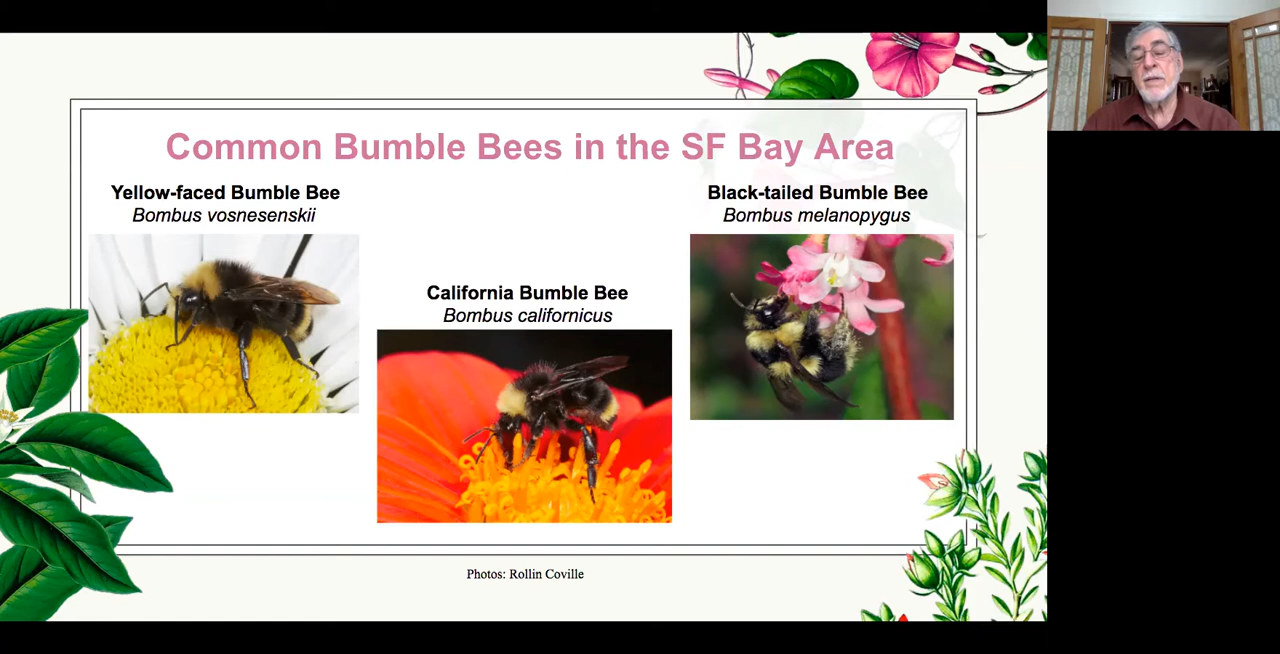 Common Bumble Bees in the SF Bay Area
Yellow-faced Bumble Bee
Bombus vosnesenskii
California Bumble Bee
Bombus californicus
Black-tailed Bumble Bee
Bombus melanopygus
Photos: Rollin Coville